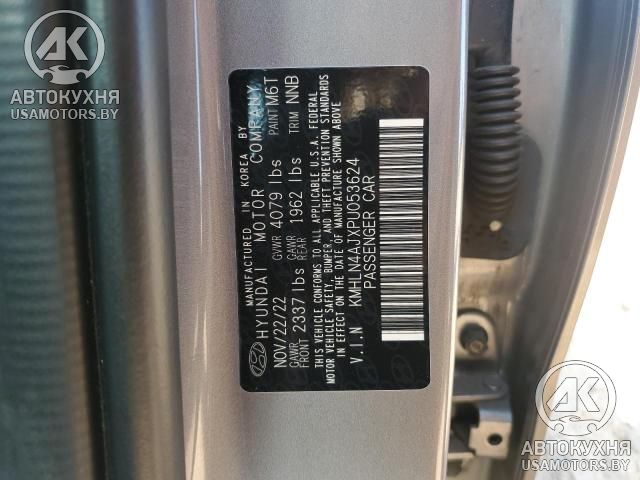 АВТОКУХНЯ
USAMOTORS.BY
MANUFACTURED IN KOREA BY
HYUNDAI MOTOR COMPANY
NOV/22/22 GVWR 4079 lbs PAINT M6T
GAWR FRONT 2337 lbs GAWR REAR 1962 lbs TRIM NNB
THIS VEHICLE CONFORMS TO ALL APPLICABLE U.S.A. FEDERAL
MOTOR VEHICLE SAFETY, BUMPER, AND THEFT PREVENTION STANDARDS
IN EFFECT ON THE DATE OF MANUFACTURE SHOWN ABOVE
V.I.N KMHLN4AJXPU053624
PASSENGER CAR
АВТОКУХНЯ
USAMOTORS.BY